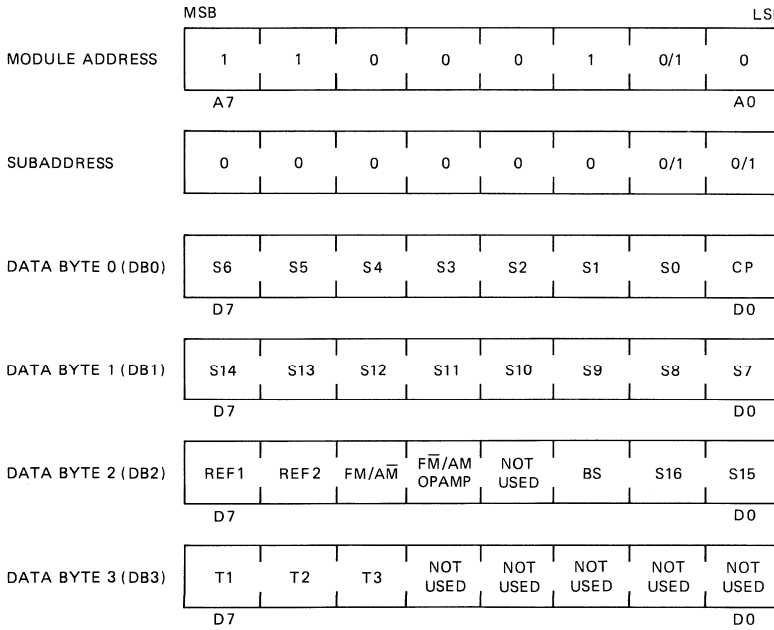 MSB LS
MODULE ADDRESS 1 1 0 0 0 1 0/1 0
A7 A0
SUBADDRESS 0 0 0 0 0 0 0/1 0/1
DATA BYTE 0 (DB0) S6 S5 S4 S3 S2 S1 S0 CP
D7 D0
DATA BYTE 1 (DB1) S14 S13 S12 S11 S10 S9 S8 S7
D7 D0
DATA BYTE 2 (DB2) REF1 REF2 FM/AM̅ FM̅/AM OPAMP NOT USED BS S16 S15
D7 D0
DATA BYTE 3 (DB3) T1 T2 T3 NOT USED NOT USED NOT USED NOT USED NOT USED
D7 D0